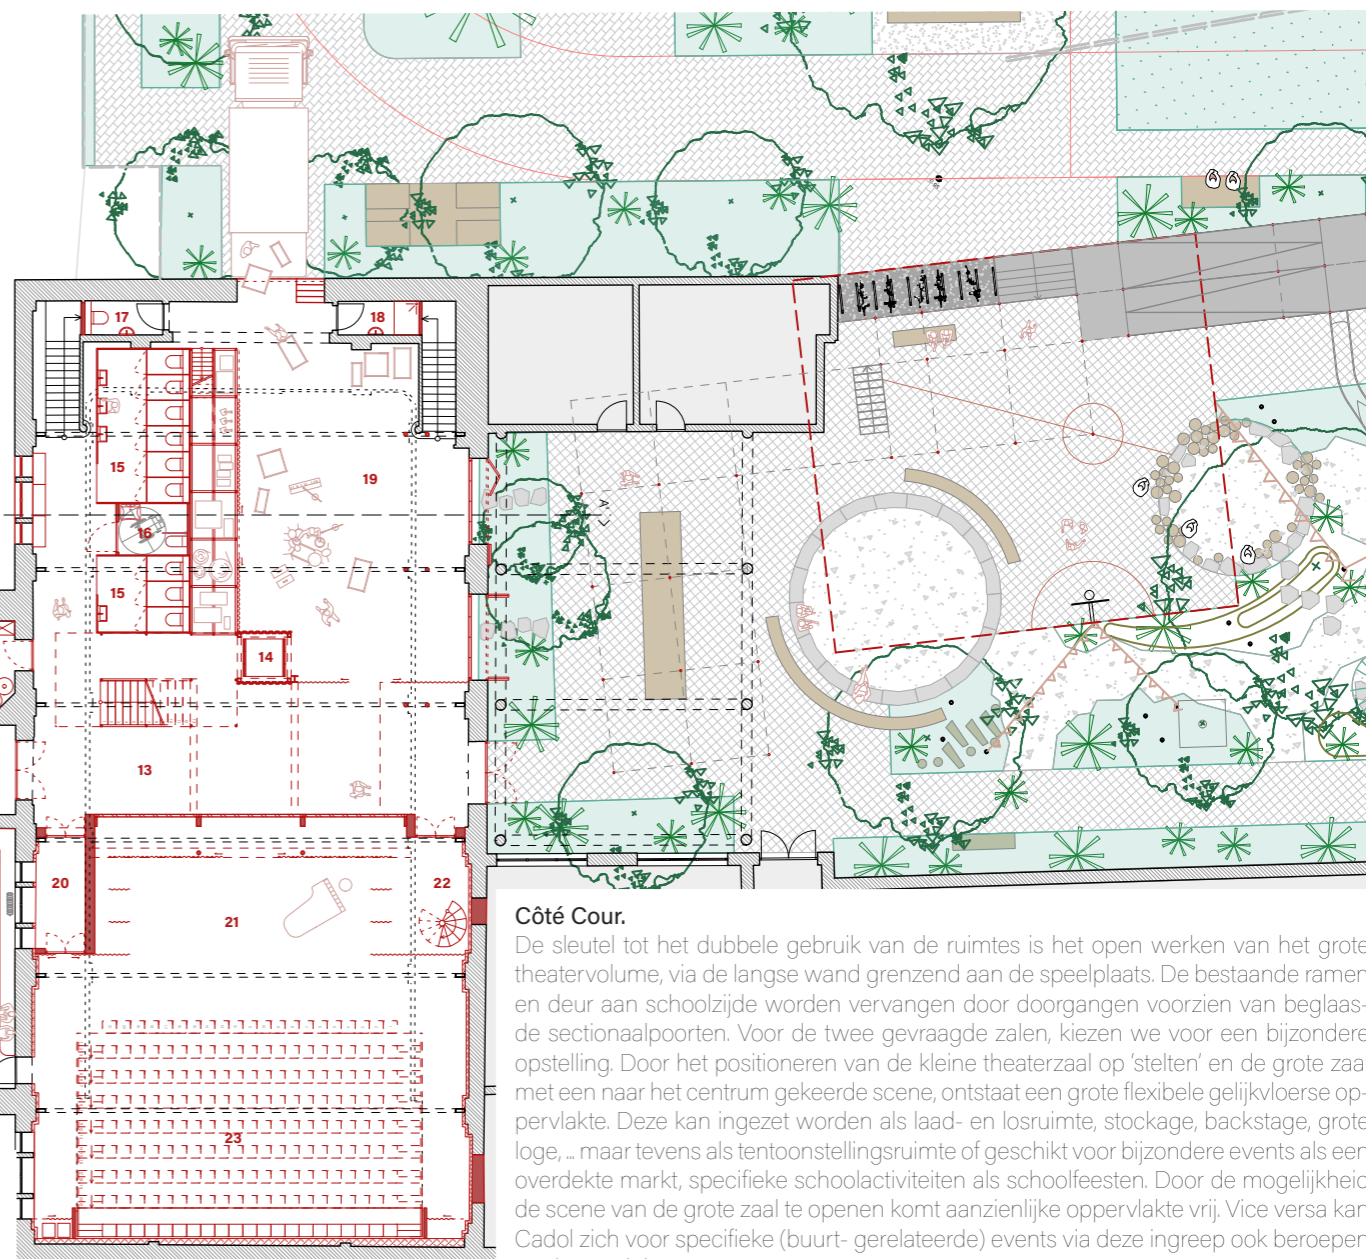 17
18
15
19
16
15
14
13
20
22
21
23
A
Côté Cour.
De sleutel tot het dubbele gebruik van de ruimtes is het open werken van het grote
theatervolume, via de langse wand grenzend aan de speelplaats. De bestaande ramen
en deur aan schoolzijde worden vervangen door doorgangen voorzien van beglaas-
de sectionaalpoorten. Voor de twee gevraagde zalen, kiezen we voor een bijzondere
opstelling. Door het positioneren van de kleine theaterzaal op ‘stelten’ en de grote zaal
met een naar het centrum gekeerde scène, ontstaat een grote flexibele gelijkvloerse op-
pervlakte. Deze kan ingezet worden als laad- en losruimte, stockage, backstage, grote
loge, ... maar tevens als tentoonstellingsruimte of geschikt voor bijzondere events als een
overdekte markt, specifieke schoolactiviteiten als schoolfeesten. Door de mogelijkheid
de scene van de grote zaal te openen komt aanzienlijke oppervlakte vrij. Vice versa kan
Cadol zich voor specifieke (buurt- gerelateerde) events via deze ingreep ook beroepen